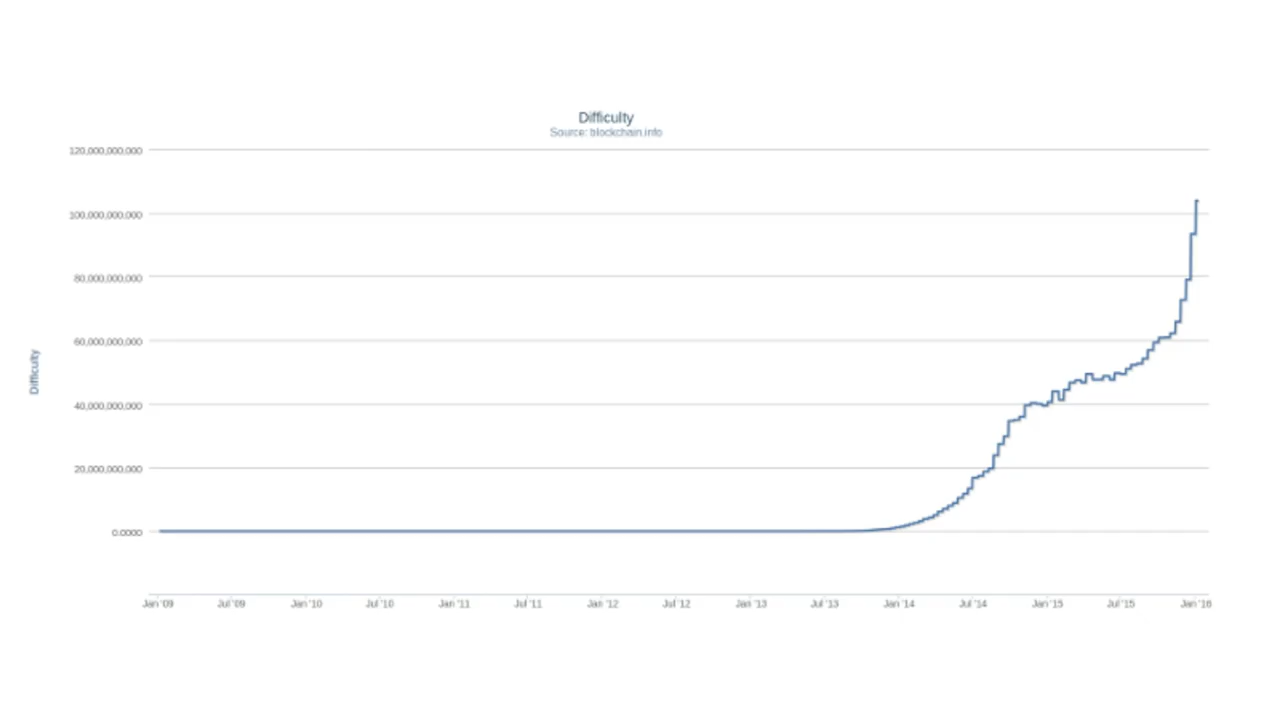 Difficulty
Source: blockchain.info
120,000,000,000
100,000,000,000
80,000,000,000
60,000,000,000
40,000,000,000
20,000,000,000
0.0000
Difficulty
Jan '09 Jul '09 Jan '10 Jul '10 Jan '11 Jul '11 Jan '12 Jul '12 Jan '13 Jul '13 Jan '14 Jul '14 Jan '15 Jul '15 Jan '16